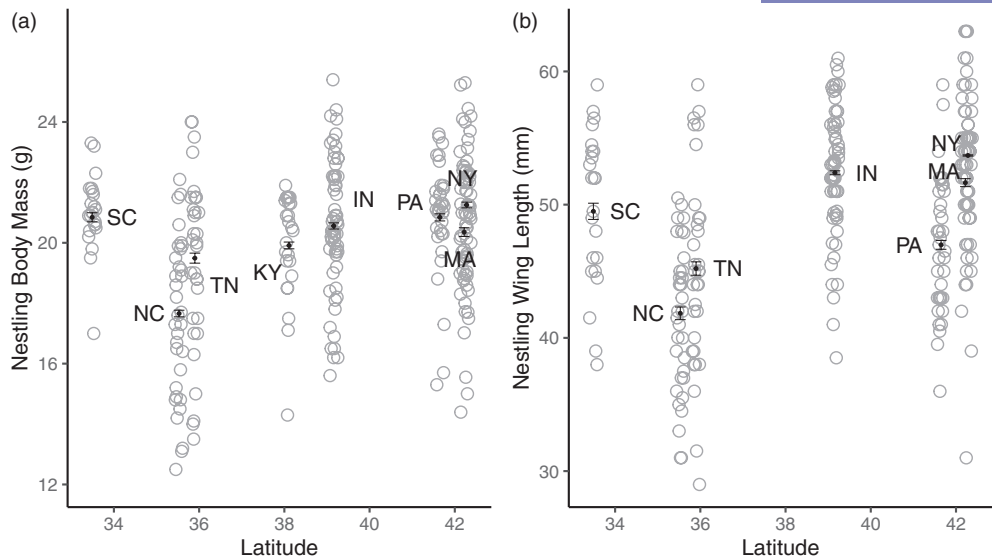 (a)
Nestling Body Mass (g)
24
20
16
12
SC
NC
TN
KY
IN
PA
NY
MA
34 36 38 40 42
Latitude
(b)
Nestling Wing Length (mm)
60
50
40
30
SC
NC
TN
IN
PA
NY
MA
34 36 38 40 42
Latitude